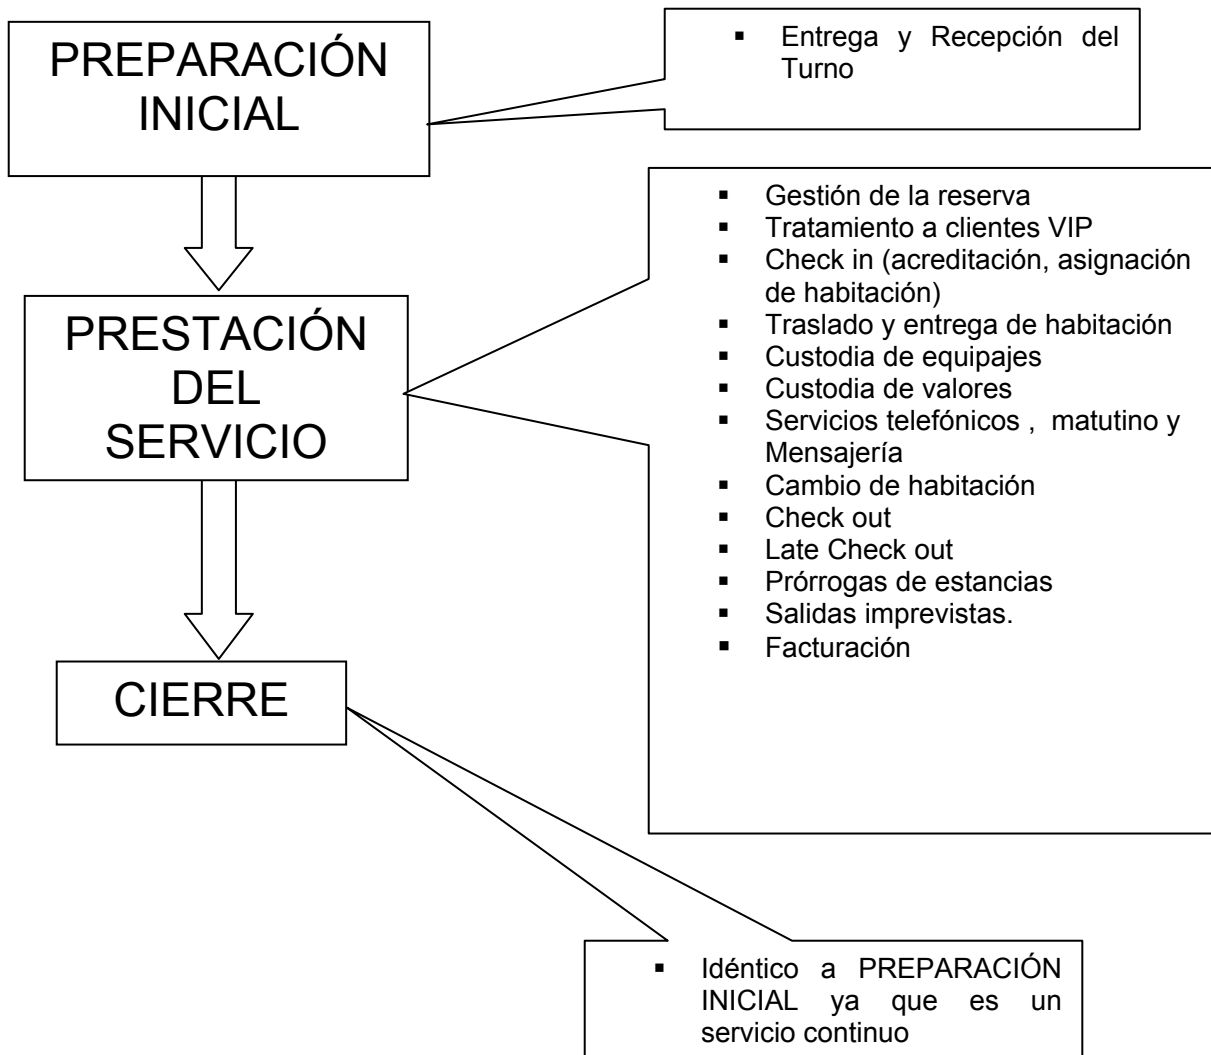 PREPARACIÓN
INICIAL
▪ Entrega y Recepción del
Turno
PRESTACIÓN
DEL
SERVICIO
▪ Gestión de la reserva
▪ Tratamiento a clientes VIP
▪ Check in (acreditación, asignación
de habitación)
▪ Traslado y entrega de habitación
▪ Custodia de equipajes
▪ Custodia de valores
▪ Servicios telefónicos , matutino y
Mensajería
▪ Cambio de habitación
▪ Check out
▪ Late Check out
▪ Prórrogas de estancias
▪ Salidas imprevistas.
▪ Facturación
CIERRE
▪ Idéntico a PREPARACIÓN
INICIAL ya que es un
servicio continuo